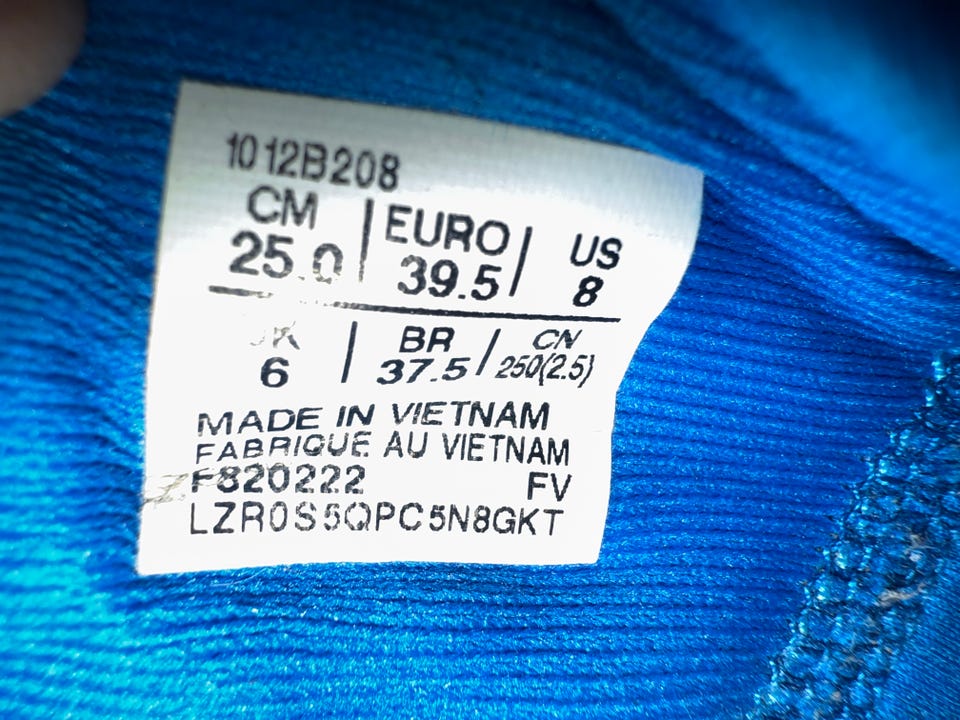 1012B208
CM | EURO | US
25.0 | 39.5 | 8
UK | BR / CN
6 | 37.5 / 250(2.5)
MADE IN VIETNAM
FABRIQUE AU VIETNAM
F820222 FV
LZR0S5QPC5N8GKT